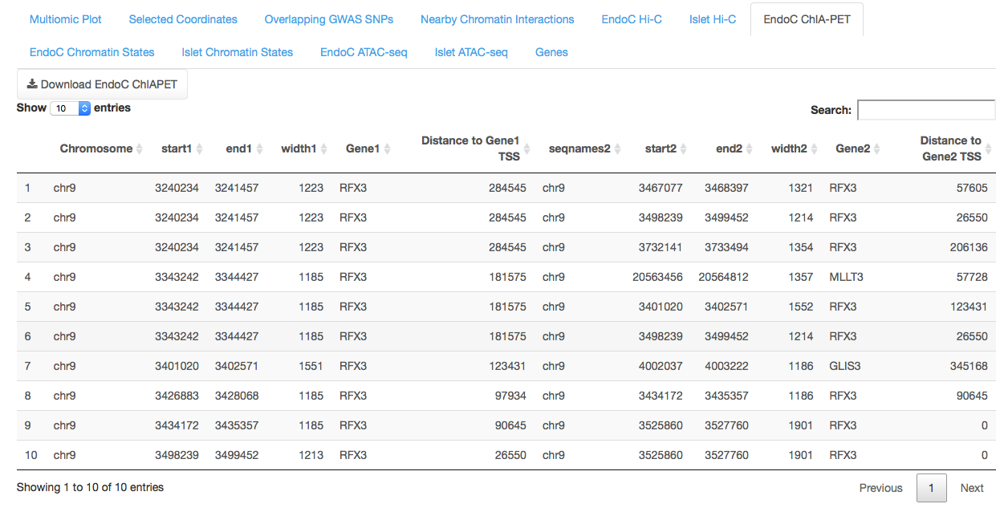 Multiomic Plot Selected Coordinates Overlapping GWAS SNPs Nearby Chromatin Interactions EndoC Hi-C Islet Hi-C EndoC ChIA-PET
EndoC Chromatin States Islet Chromatin States EndoC ATAC-seq Islet ATAC-seq Genes
Download EndoC ChIAPET
Show 10 entries
Search:
Chromosome start1 end1 width1 Gene1 Distance to Gene1 TSS seqnames2 start2 end2 width2 Gene2 Distance to Gene2 TSS
1 chr9 3240234 3241457 1223 RFX3 284545 chr9 3467077 3468397 1321 RFX3 57605
2 chr9 3240234 3241457 1223 RFX3 284545 chr9 3498239 3499452 1214 RFX3 26550
3 chr9 3240234 3241457 1223 RFX3 284545 chr9 3732141 3733494 1354 RFX3 206136
4 chr9 3343242 3344427 1185 RFX3 181575 chr9 20563456 20564812 1357 MLLT3 57728
5 chr9 3343242 3344427 1185 RFX3 181575 chr9 3401020 3402571 1552 RFX3 123431
6 chr9 3343242 3344427 1185 RFX3 181575 chr9 3498239 3499452 1214 RFX3 26550
7 chr9 3401020 3402571 1551 RFX3 123431 chr9 4002037 4003222 1186 GLIS3 345168
8 chr9 3426883 3428068 1185 RFX3 97934 chr9 3434172 3435357 1186 RFX3 90645
9 chr9 3434172 3435357 1185 RFX3 90645 chr9 3525860 3527760 1901 RFX3 0
10 chr9 3498239 3499452 1213 RFX3 26550 chr9 3525860 3527760 1901 RFX3 0
Showing 1 to 10 of 10 entries
Previous 1 Next